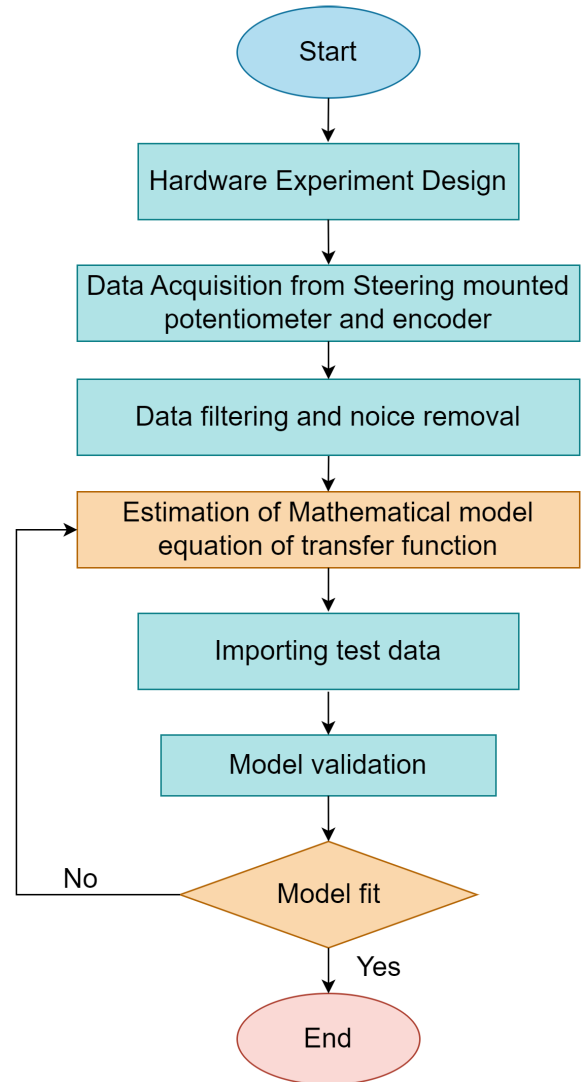 Start
Hardware Experiment Design
Data Acquisition from Steering mounted
potentiometer and encoder
Data filtering and noice removal
Estimation of Mathematical model
equation of transfer function
Importing test data
Model validation
Model fit
No
Yes
End